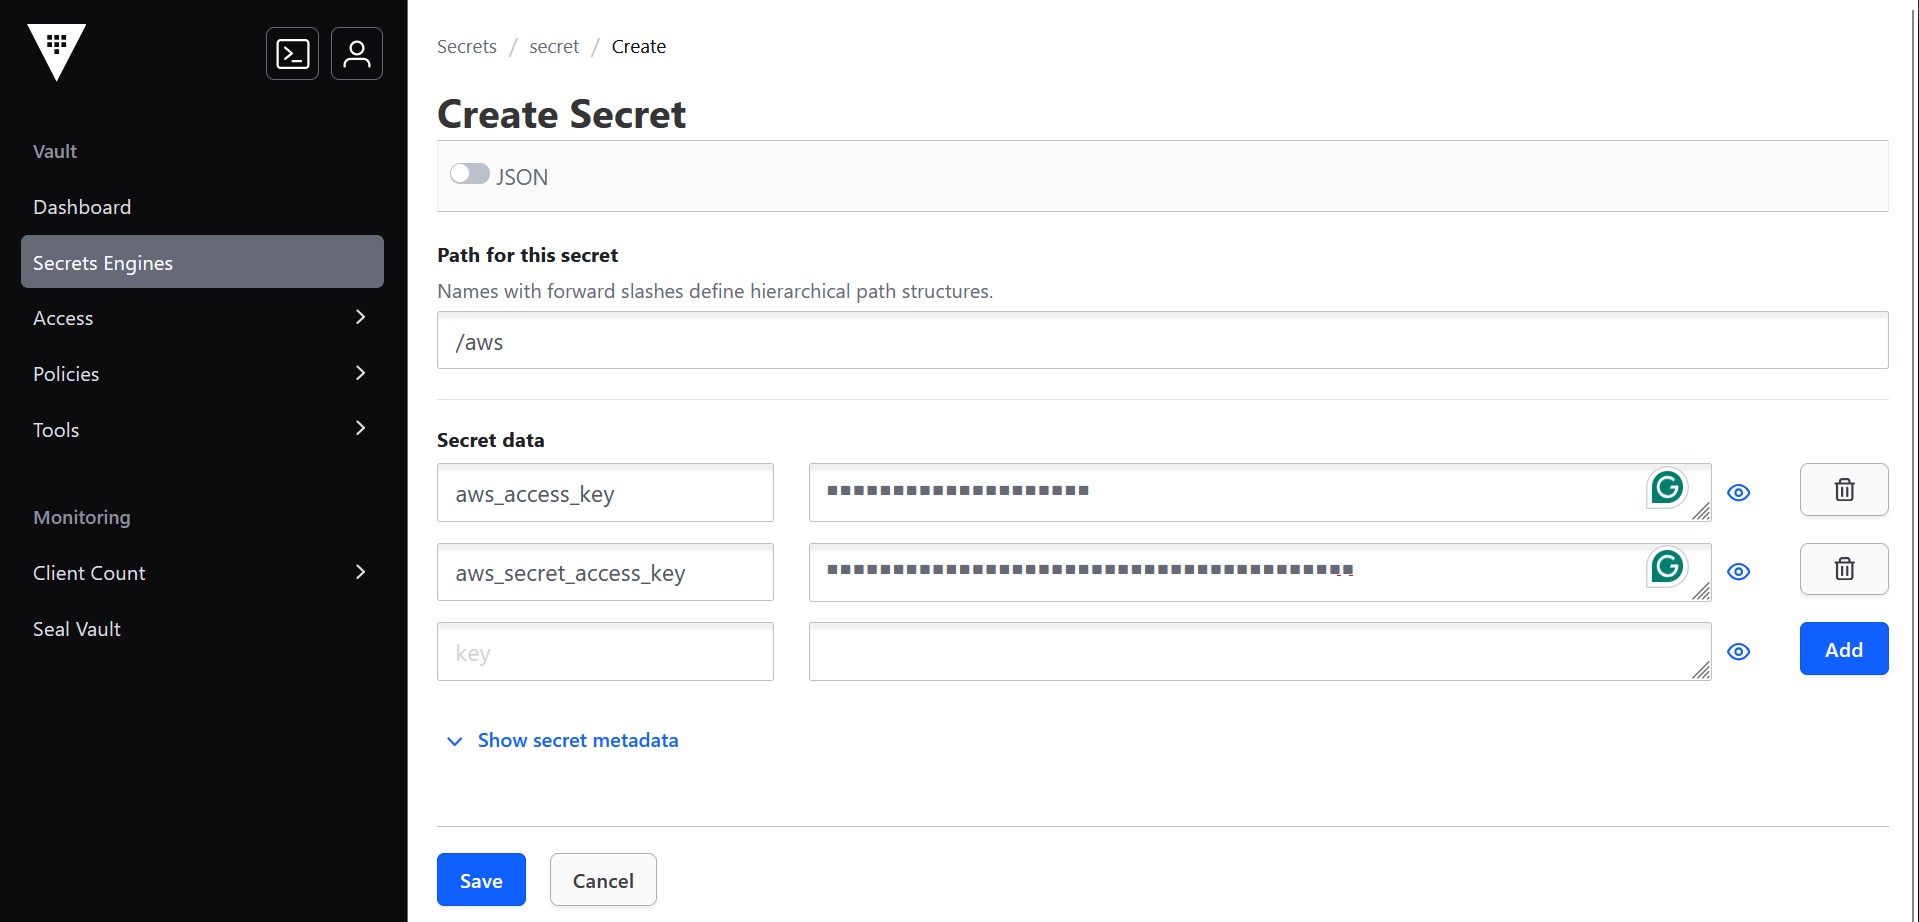 Vault
Dashboard
Secrets Engines
Access
Policies
Tools
Monitoring
Client Count
Seal Vault
Secrets / secret / Create
Create Secret
JSON
Path for this secret
Names with forward slashes define hierarchical path structures.
/aws
Secret data
aws_access_key
aws_secret_access_key
key
Add
Show secret metadata
Save Cancel